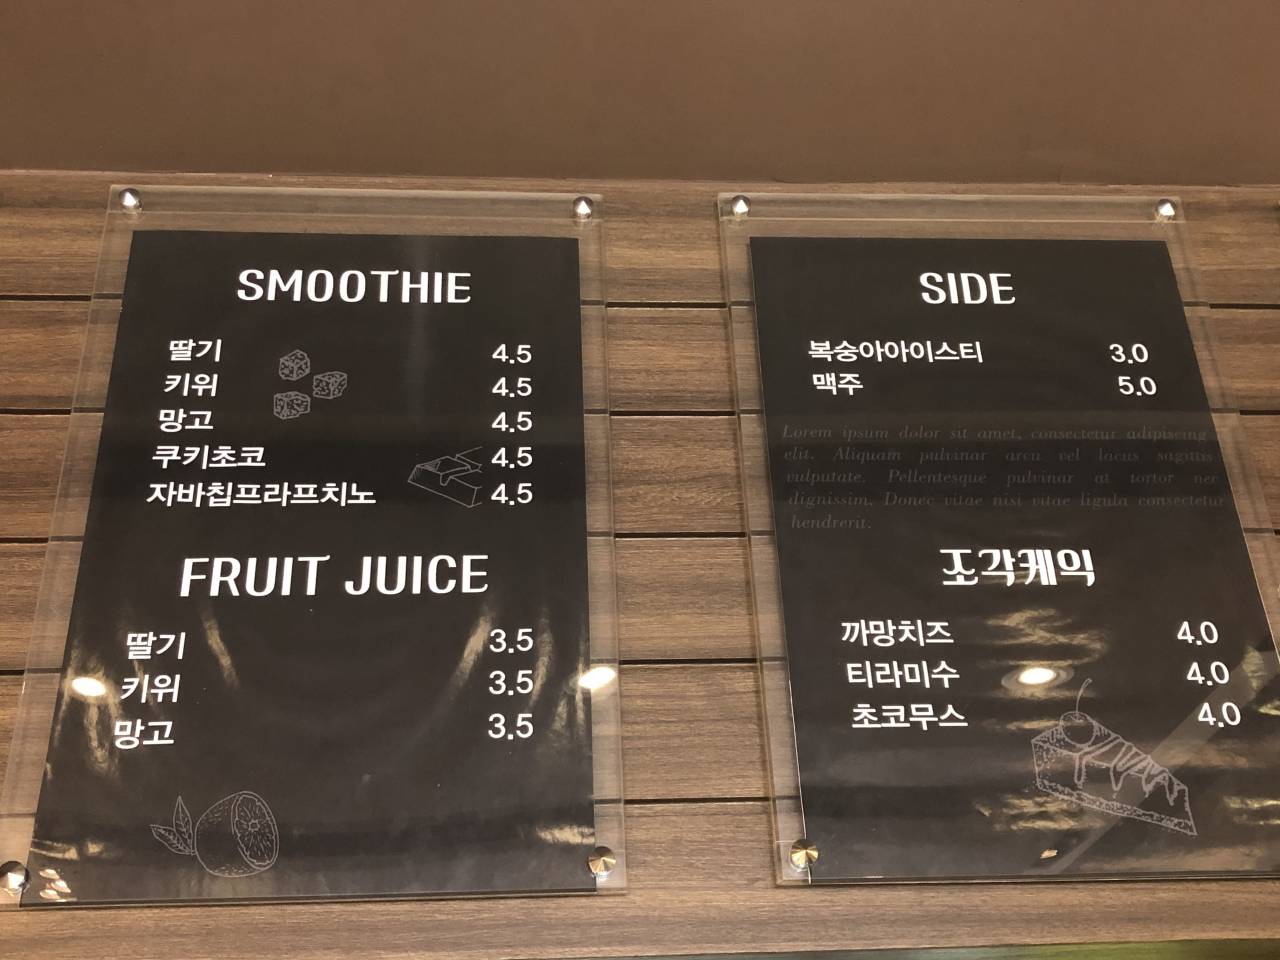 SMOOTHIE
딸기 4.5
키위 4.5
망고 4.5
쿠키초코 4.5
자바칩프라프치노 4.5
FRUIT JUICE
딸기 3.5
키위 3.5
망고 3.5
SIDE
복숭아아이스티 3.0
맥주 5.0
Lorem ipsum dolor sit amet, consectetur adipiscing
elit. Aliquam pulvinar arcu vel lacus sagittis
vulputate. Pellentesque pulvinar at tortor nec
dignissim. Donec vitae nisi vitae ligula consectetur
hendrerit.
조각케익
까망치즈 4.0
티라미수 4.0
초코무스 4.0